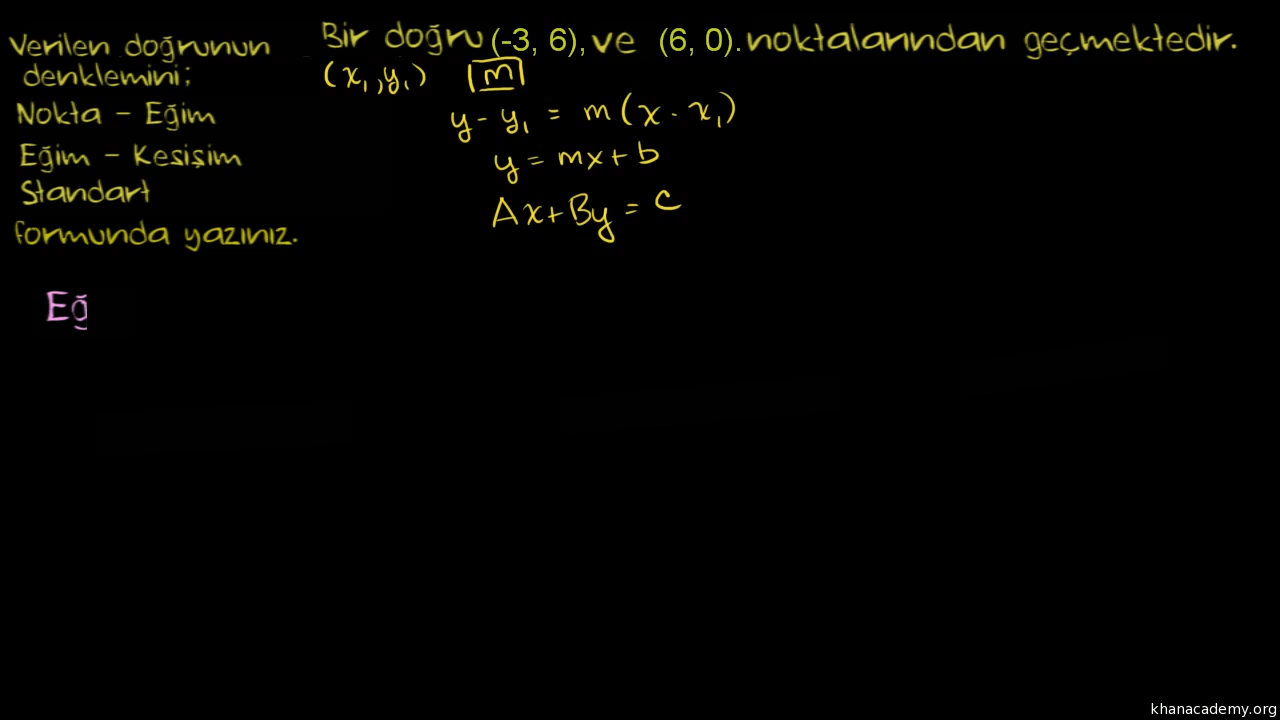 Bir doğru (-3, 6), ve (6, 0). noktalarından geçmektedir.
Verilen doğrunun
denklemini;
Nokta - Eğim
Eğim - Kesişim
Standart
formunda yazınız.
(x₁, y₁) m
y - y₁ = m(x - x₁)
y = mx + b
Ax + By = C
Eğ
khanacademy.org